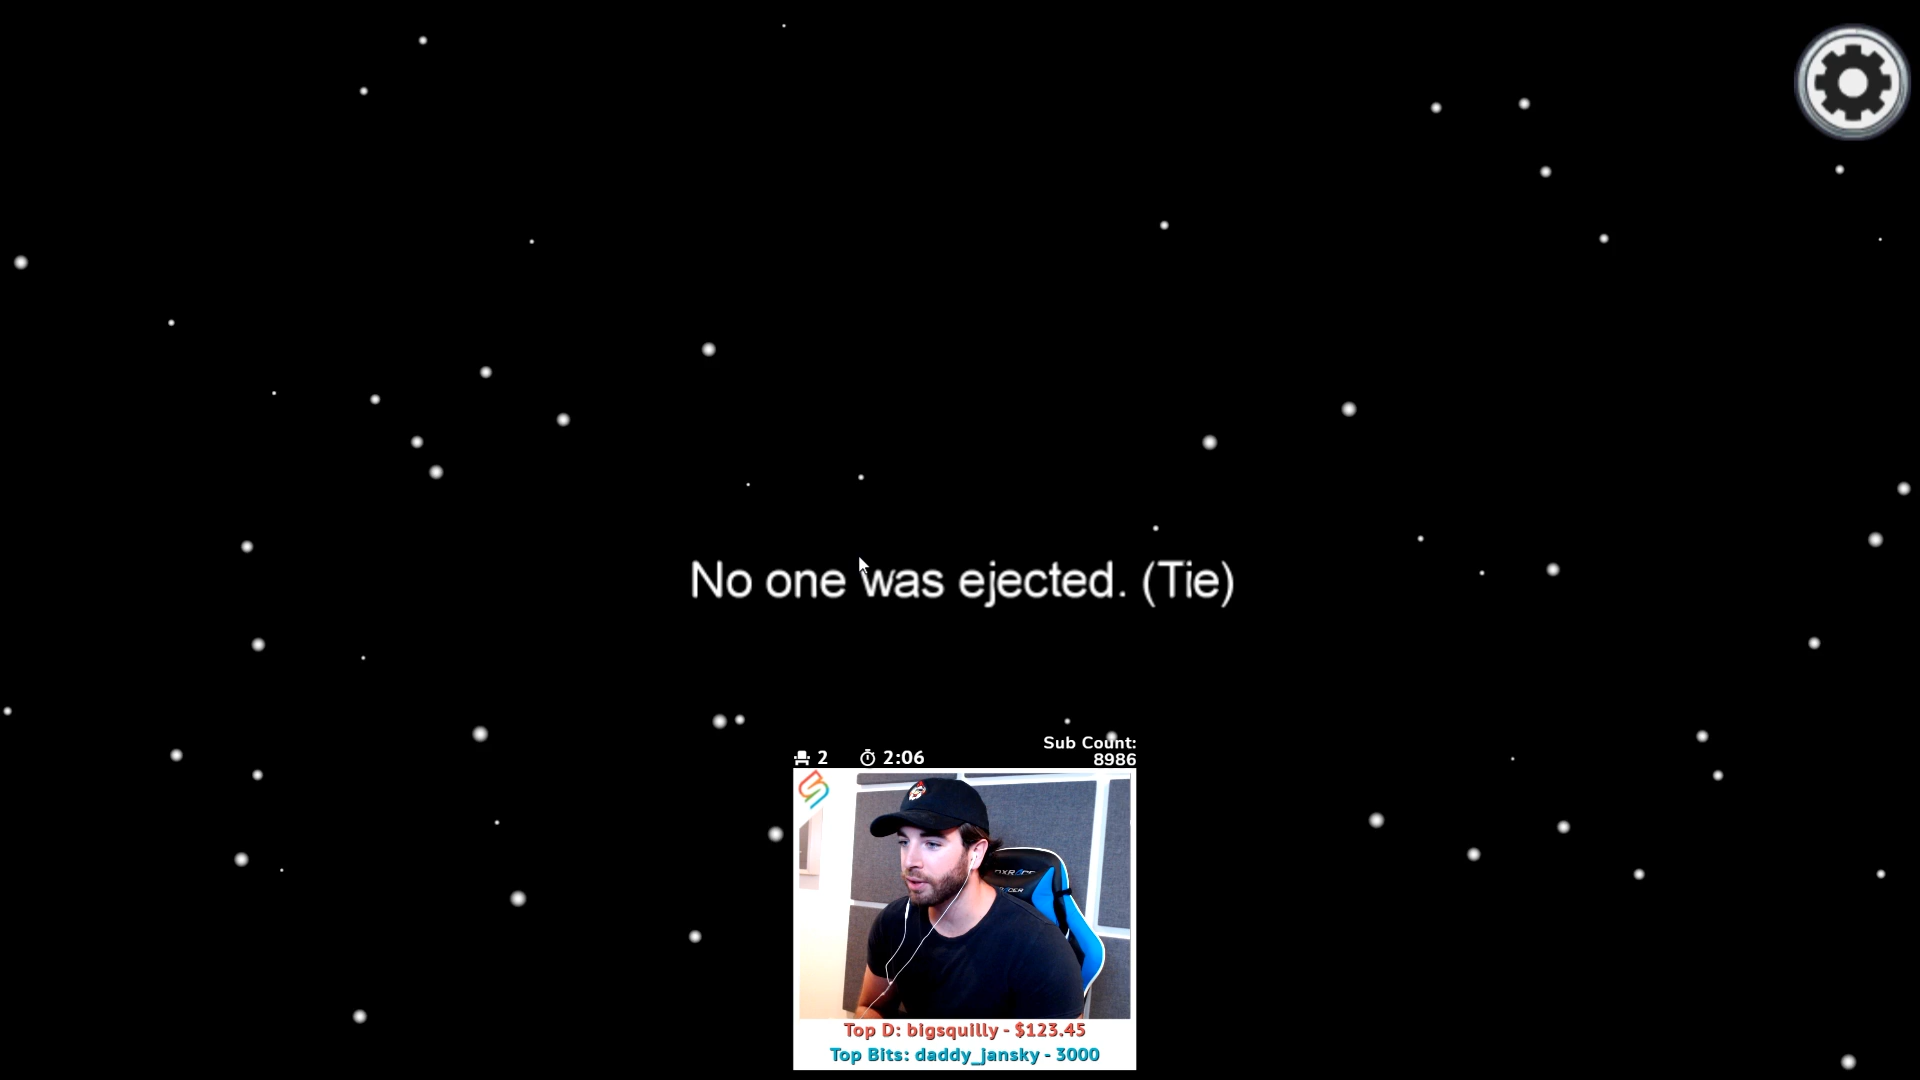 No one was ejected. (Tie)
2
2:06
Sub Count:
8986
Top D: bigsquilly - $123.45
Top Bits: daddy_jansky - 3000